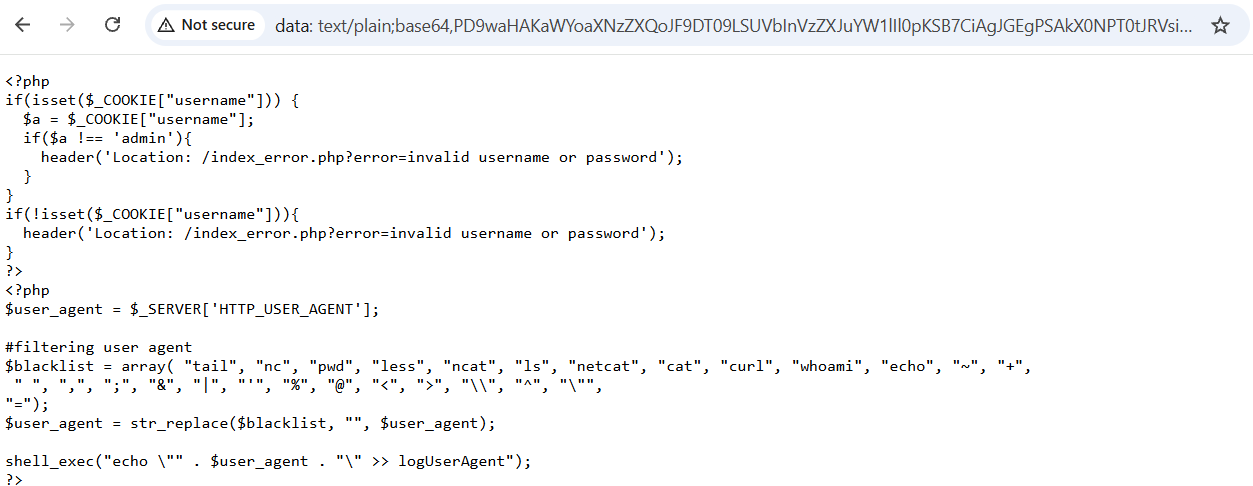 Not secure
data: text/plain;base64,PD9waHAKaWYoaXNzZXQoJF9DT09LSUVbInVzZXJuYW1lIl0pKSB7CiAgJGEgPSAkX0NPT0tJRVsi...
<?php
if(isset($_COOKIE["username"])) {
  $a = $_COOKIE["username"];
  if($a !== 'admin'){
    header('Location: /index_error.php?error=invalid username or password');
  }
}
if(!isset($_COOKIE["username"])){
  header('Location: /index_error.php?error=invalid username or password');
}
?>
<?php
$user_agent = $_SERVER['HTTP_USER_AGENT'];

#filtering user agent
$blacklist = array( "tail", "nc", "pwd", "less", "ncat", "ls", "netcat", "cat", "curl", "whoami", "echo", "~", "+",
 " ", ",", ";", "&", "|", "'", "%", "@", "<", ">", "\\", "^", "\"",
"=");
$user_agent = str_replace($blacklist, "", $user_agent);

shell_exec("echo \"" . $user_agent . "\" >> logUserAgent");
?>